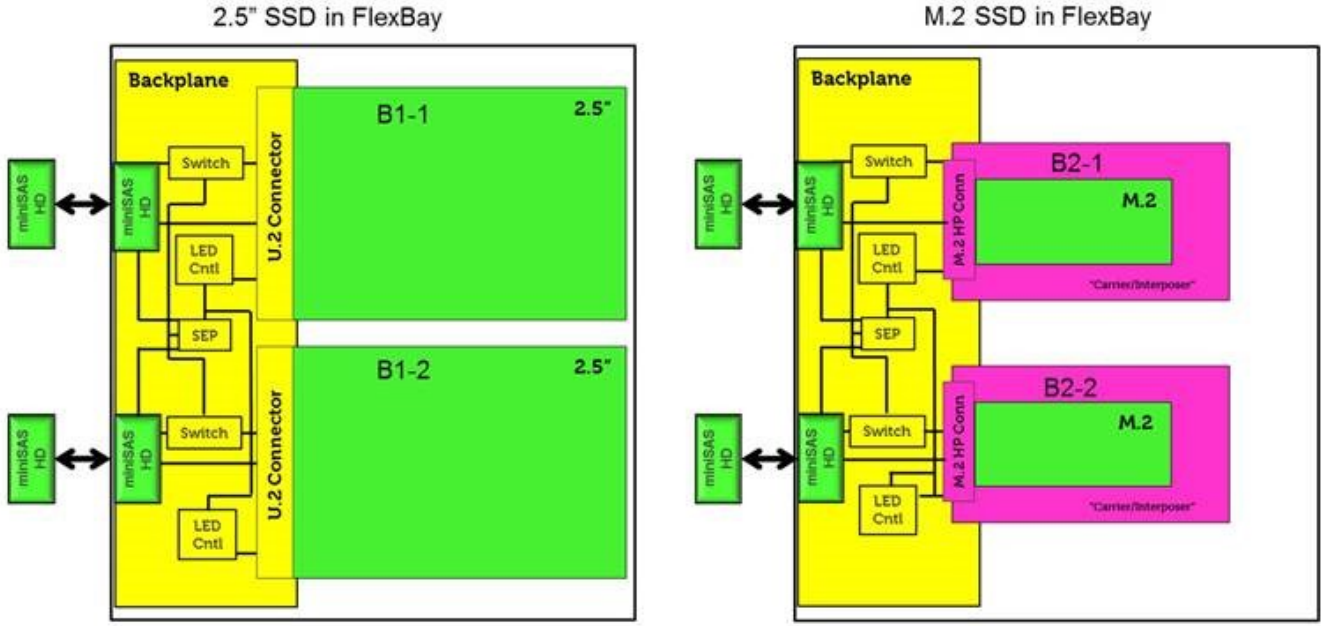 2.5” SSD in FlexBay
Backplane
B1-1
2.5”
U.2 Connector
Switch
miniSAS
HD
miniSAS
HD
LED
Cntl
SEP
B1-2
2.5”
U.2 Connector
Switch
miniSAS
HD
miniSAS
HD
LED
Cntl
M.2 SSD in FlexBay
Backplane
B2-1
M.2
M.2 HP Conn
"Carrier/Interposer"
Switch
miniSAS
HD
miniSAS
HD
LED
Cntl
SEP
B2-2
M.2
M.2 HP Conn
"Carrier/Interposer"
Switch
miniSAS
HD
miniSAS
HD
LED
Cntl